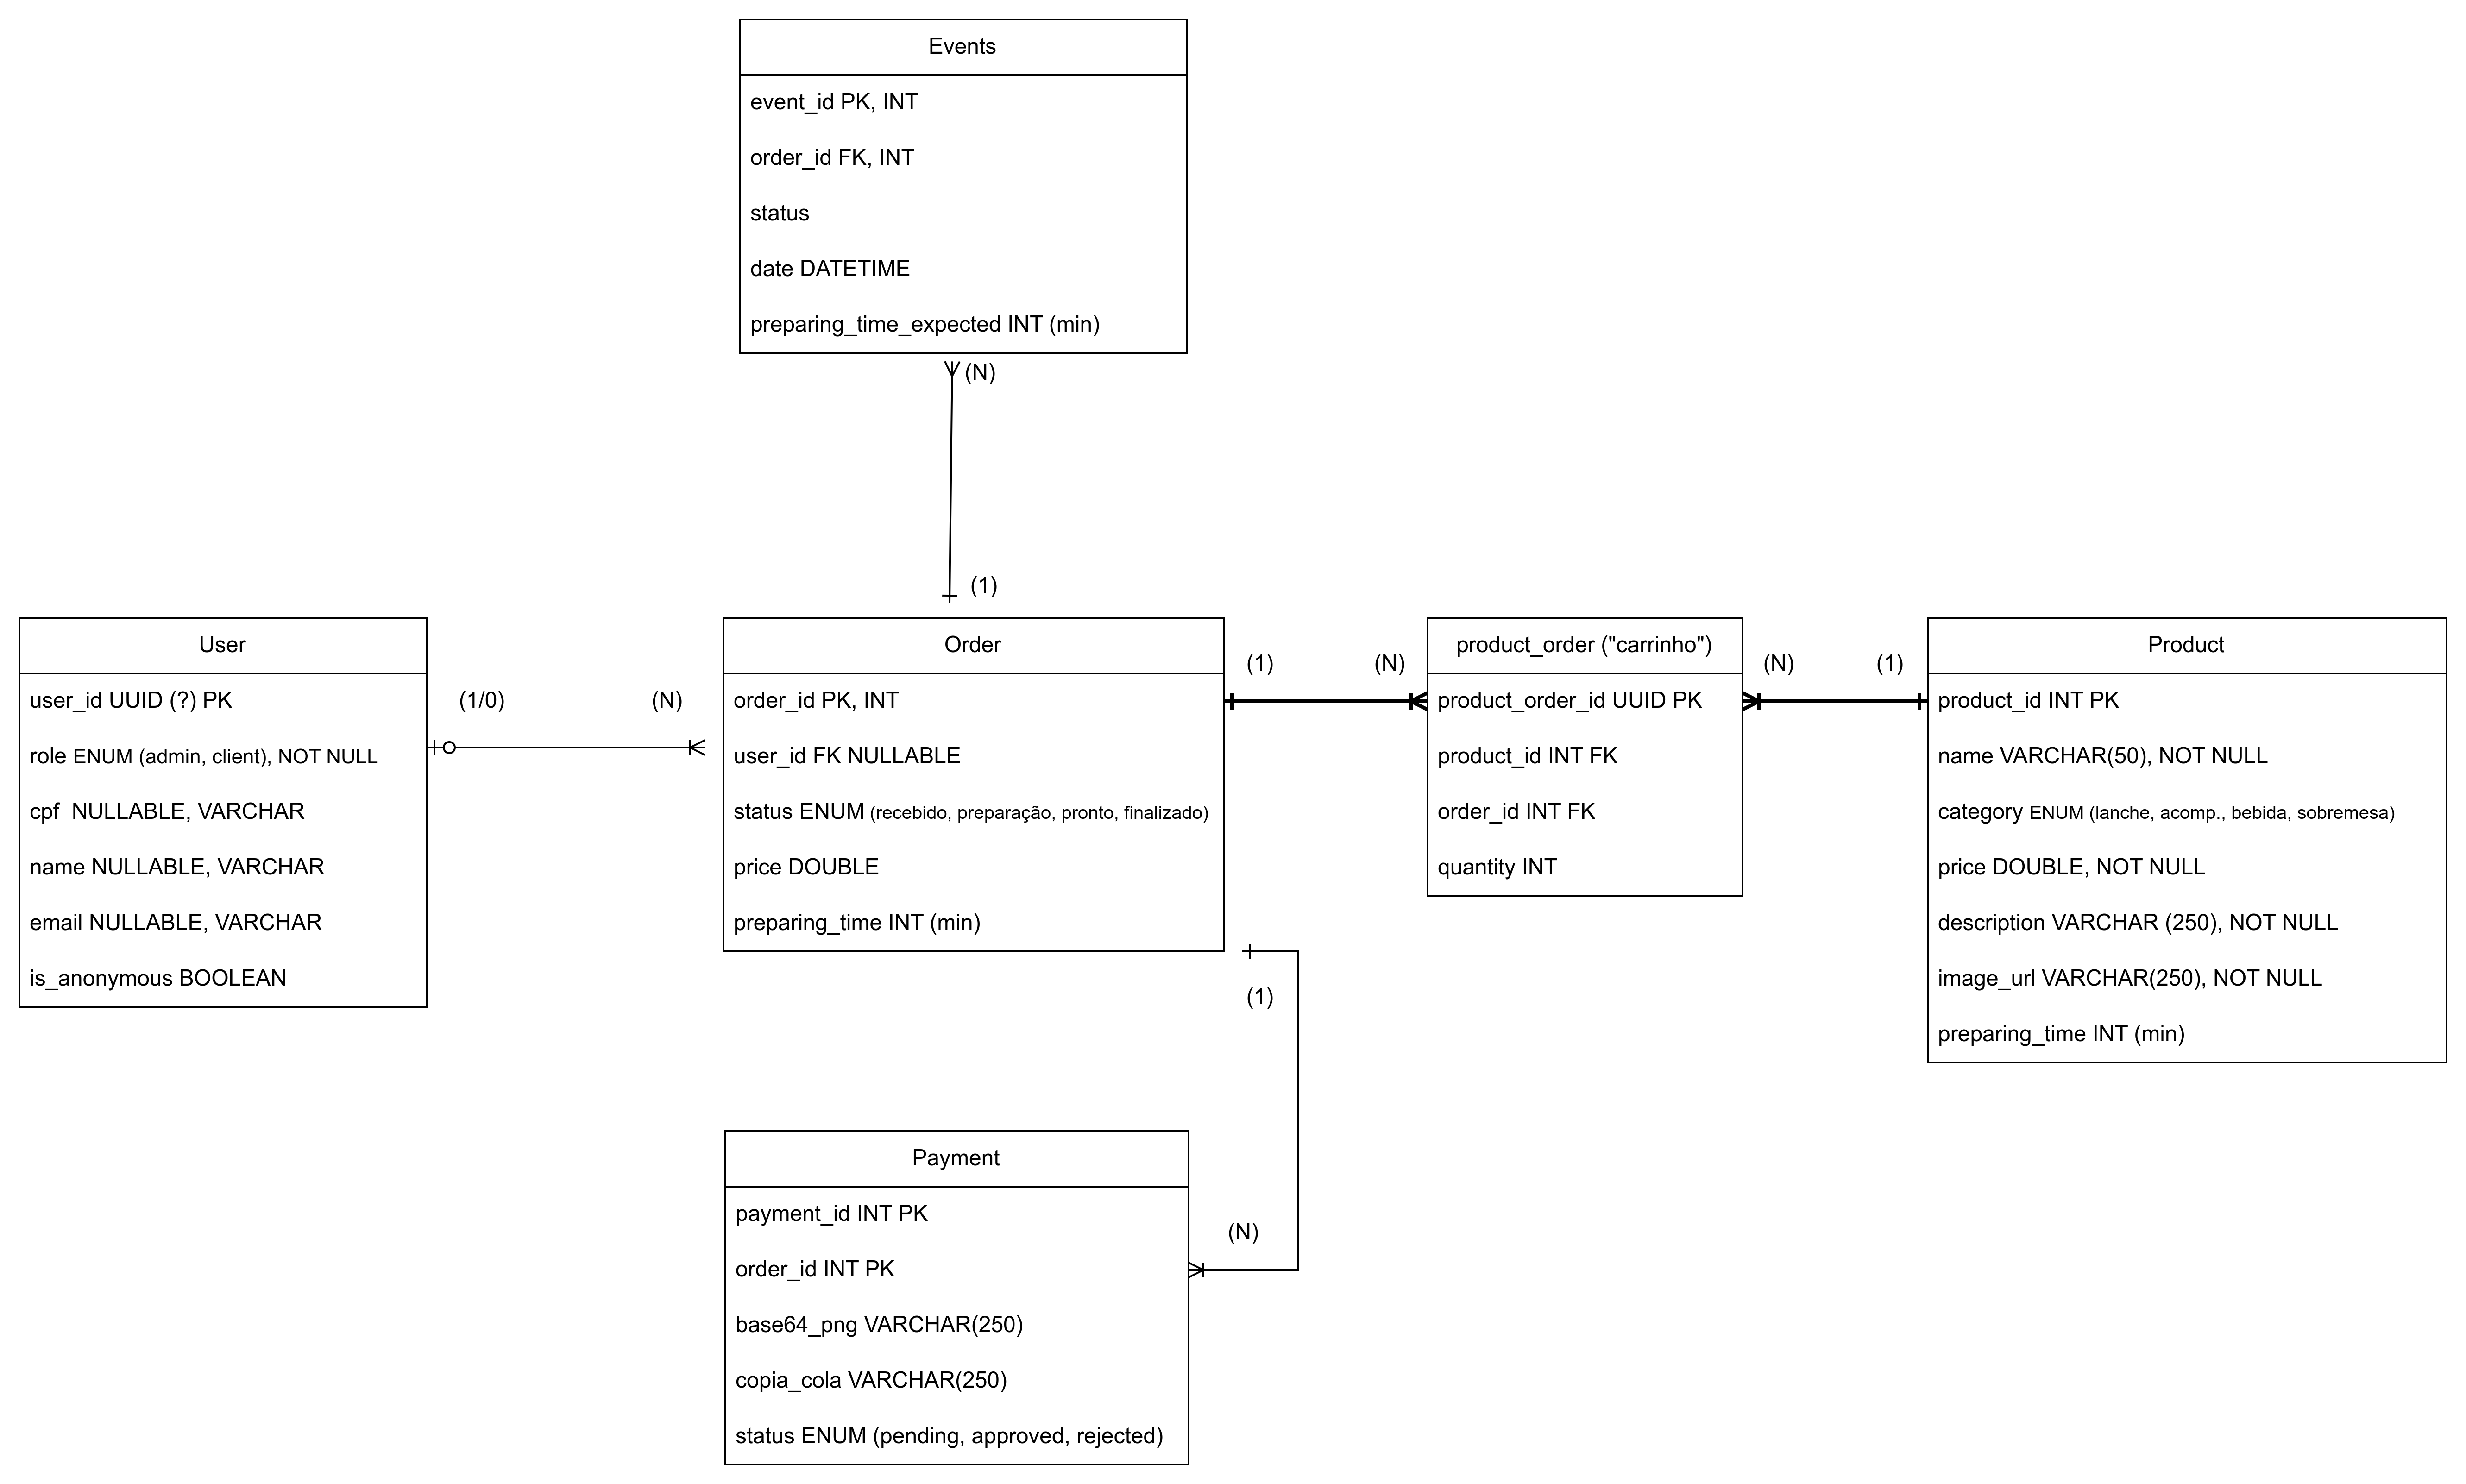 Events
event_id PK, INT
order_id FK, INT
status
date DATETIME
preparing_time_expected INT (min)
(N)
(1)
User
user_id UUID (?) PK
role ENUM (admin, client), NOT NULL
cpf  NULLABLE, VARCHAR
name NULLABLE, VARCHAR
email NULLABLE, VARCHAR
is_anonymous BOOLEAN
(1/0)
(N)
Order
order_id PK, INT
user_id FK NULLABLE
status ENUM (recebido, preparação, pronto, finalizado)
price DOUBLE
preparing_time INT (min)
(1)
(N)
product_order ("carrinho")
product_order_id UUID PK
product_id INT FK
order_id INT FK
quantity INT
(N)
(1)
Product
product_id INT PK
name VARCHAR(50), NOT NULL
category ENUM (lanche, acomp., bebida, sobremesa)
price DOUBLE, NOT NULL
description VARCHAR (250), NOT NULL
image_url VARCHAR(250), NOT NULL
preparing_time INT (min)
(1)
(N)
Payment
payment_id INT PK
order_id INT PK
base64_png VARCHAR(250)
copia_cola VARCHAR(250)
status ENUM (pending, approved, rejected)